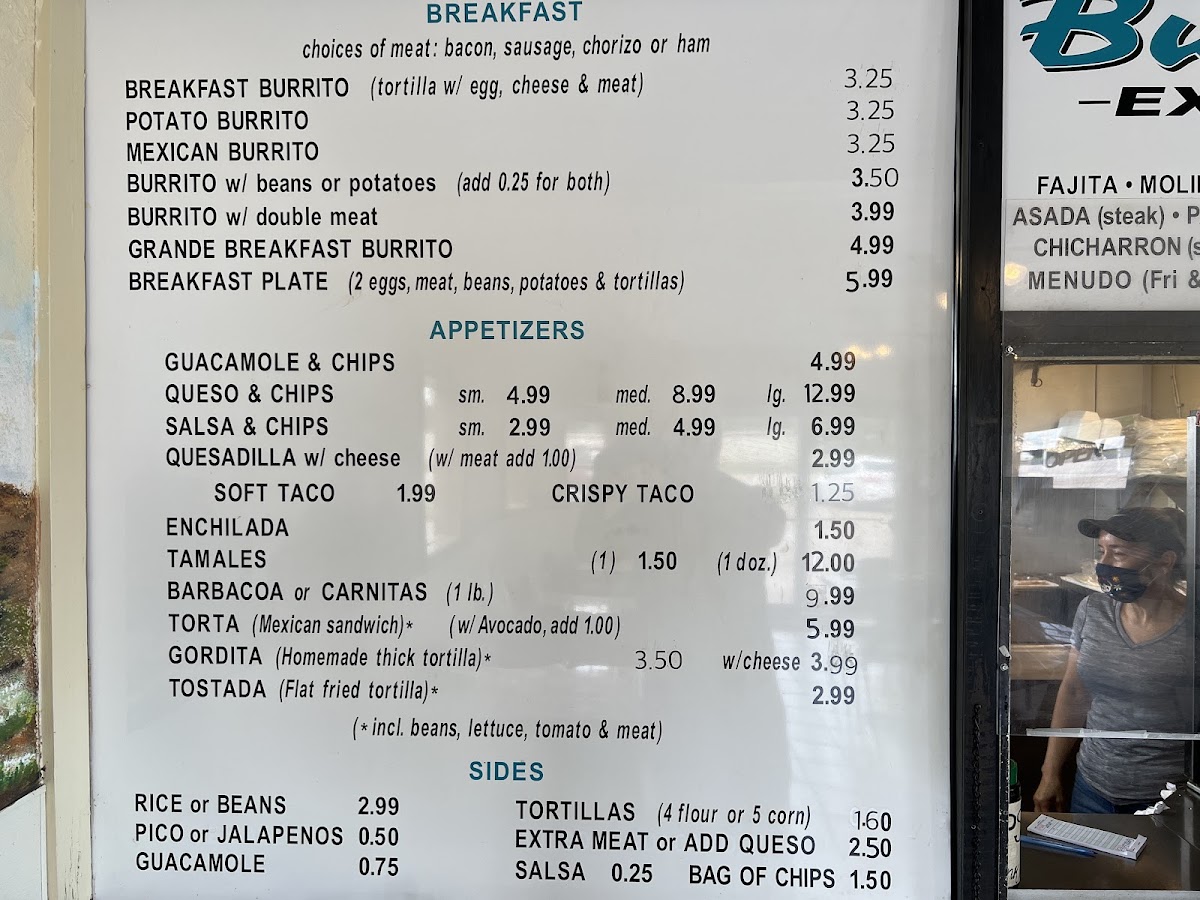 BREAKFAST
choices of meat: bacon, sausage, chorizo or ham
BREAKFAST BURRITO (tortilla w/ egg, cheese & meat) 3.25
POTATO BURRITO 3.25
MEXICAN BURRITO 3.25
BURRITO w/ beans or potatoes (add 0.25 for both) 3.50
BURRITO w/ double meat 3.99
GRANDE BREAKFAST BURRITO 4.99
BREAKFAST PLATE (2 eggs, meat, beans, potatoes & tortillas) 5.99
APPETIZERS
GUACAMOLE & CHIPS 4.99
QUESO & CHIPS sm. 4.99 med. 8.99 lg. 12.99
SALSA & CHIPS sm. 2.99 med. 4.99 lg. 6.99
QUESADILLA w/ cheese (w/ meat add 1.00) 2.99
SOFT TACO 1.99 CRISPY TACO 1.25
ENCHILADA 1.50
TAMALES (1) 1.50 (1 doz.) 12.00
BARBACOA or CARNITAS (1 lb.) 9.99
TORTA (Mexican sandwich)* (w/ Avocado, add 1.00) 5.99
GORDITA (Homemade thick tortilla)* 3.50 w/cheese 3.99
TOSTADA (Flat fried tortilla)* 2.99
(*incl. beans, lettuce, tomato & meat)
SIDES
RICE or BEANS 2.99
PICO or JALAPENOS 0.50
GUACAMOLE 0.75
TORTILLAS (4 flour or 5 corn) 1.60
EXTRA MEAT or ADD QUESO 2.50
SALSA 0.25 BAG OF CHIPS 1.50
Bu
–EX
FAJITA • MOLI
ASADA (steak) • P
CHICHARRON (s
MENUDO (Fri &